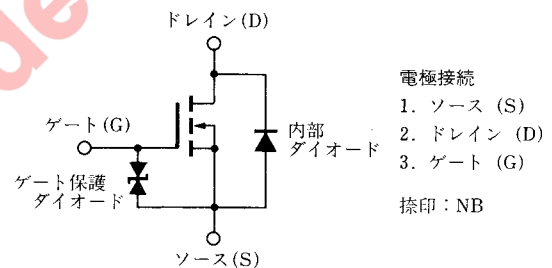 ドレイン(D)
ゲート(G)
ゲート保護
ダイオード
内部
ダイオード
ソース(S)
電極接続
1. ソース (S)
2. ドレイン (D)
3. ゲート (G)
捺印：NB
de